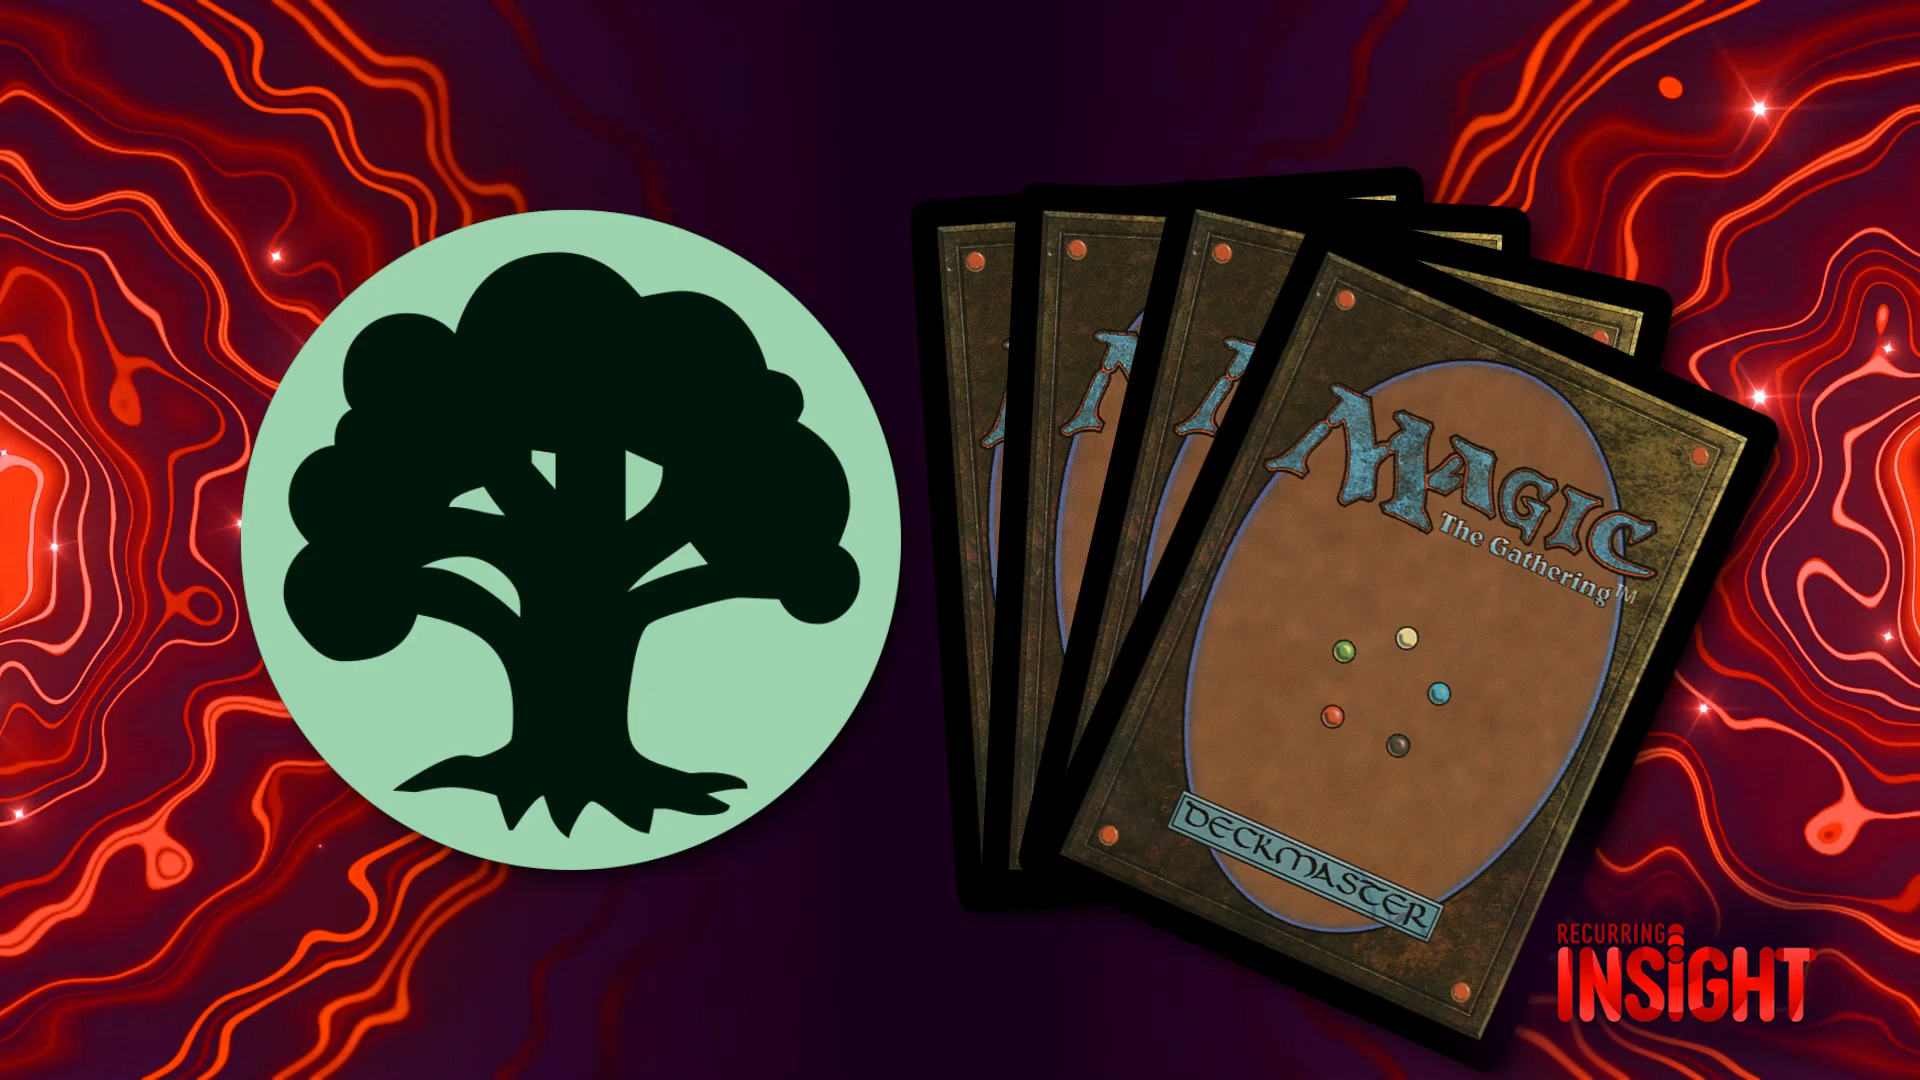 MAGIC
The Gathering™
DECKMASTER
RECURRING
INSIGHT